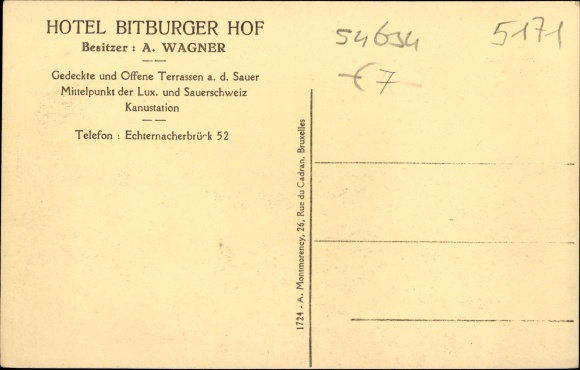 HOTEL BITBURGER HOF
Besitzer : A. WAGNER
Gedeckte und Offene Terrassen a. d. Sauer
Mittelpunkt der Lux. und Sauerschweiz
Kanustation
Telefon : Echternacherbrück 52
54634
5171
€7
1724 - A. Montmorency, 26, Rue du Cadran, Bruxelles